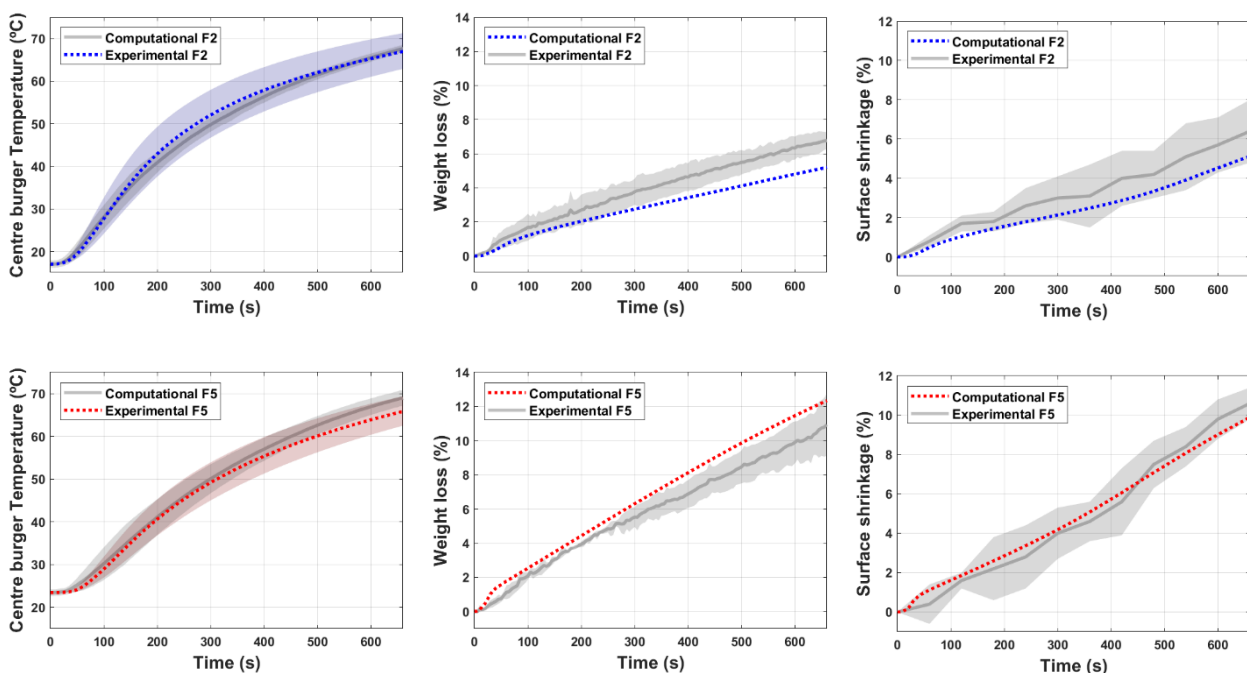 Centre burger Temperature (ºC)
70
60
50
40
30
20
Computational F2
Experimental F2
0 100 200 300 400 500 600
Time (s)
Weight loss (%)
14
12
10
8
6
4
2
0
Computational F2
Experimental F2
0 100 200 300 400 500 600
Time (s)
Surface shrinkage (%)
12
10
8
6
4
2
0
Computational F2
Experimental F2
0 100 200 300 400 500 600
Time (s)
Centre burger Temperature (ºC)
70
60
50
40
30
20
Computational F5
Experimental F5
0 100 200 300 400 500 600
Time (s)
Weight loss (%)
14
12
10
8
6
4
2
0
Computational F5
Experimental F5
0 100 200 300 400 500 600
Time (s)
Surface shrinkage (%)
12
10
8
6
4
2
0
Computational F5
Experimental F5
0 100 200 300 400 500 600
Time (s)